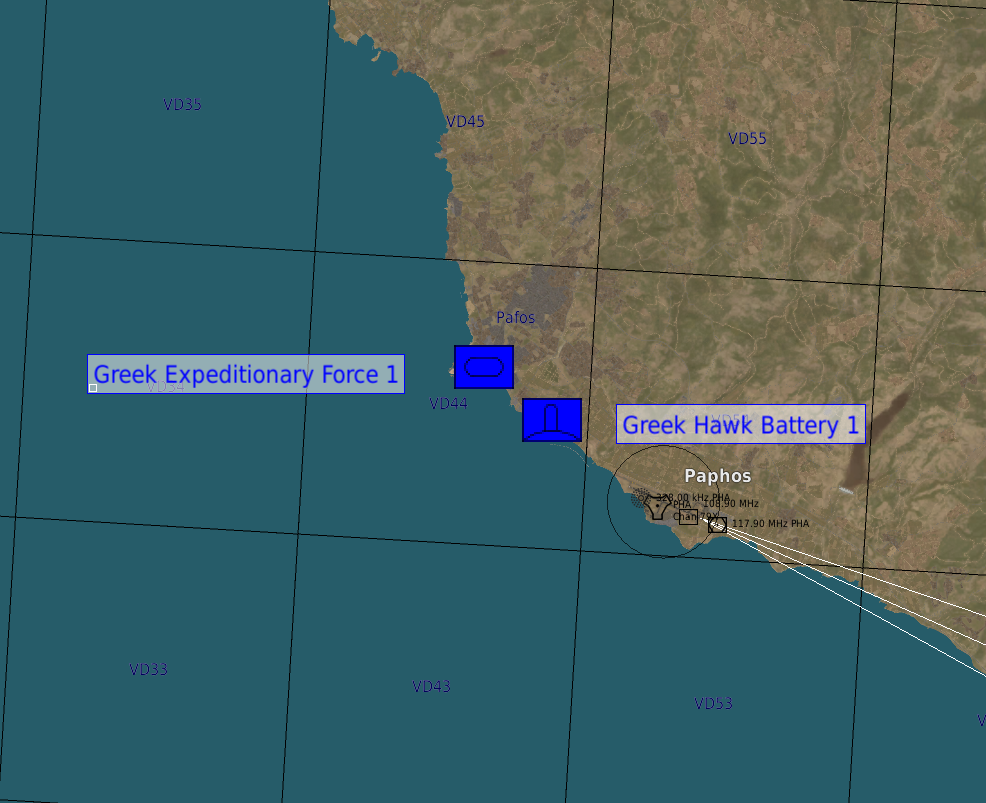 VD35
VD45
VD55
Pafos
Greek Expeditionary Force 1
VD34
VD44
Greek Hawk Battery 1
Paphos
328.00 kHz PHA
PHA
108.90 MHz
Chan 79X
117.90 MHz PHA
VD33
VD43
VD53